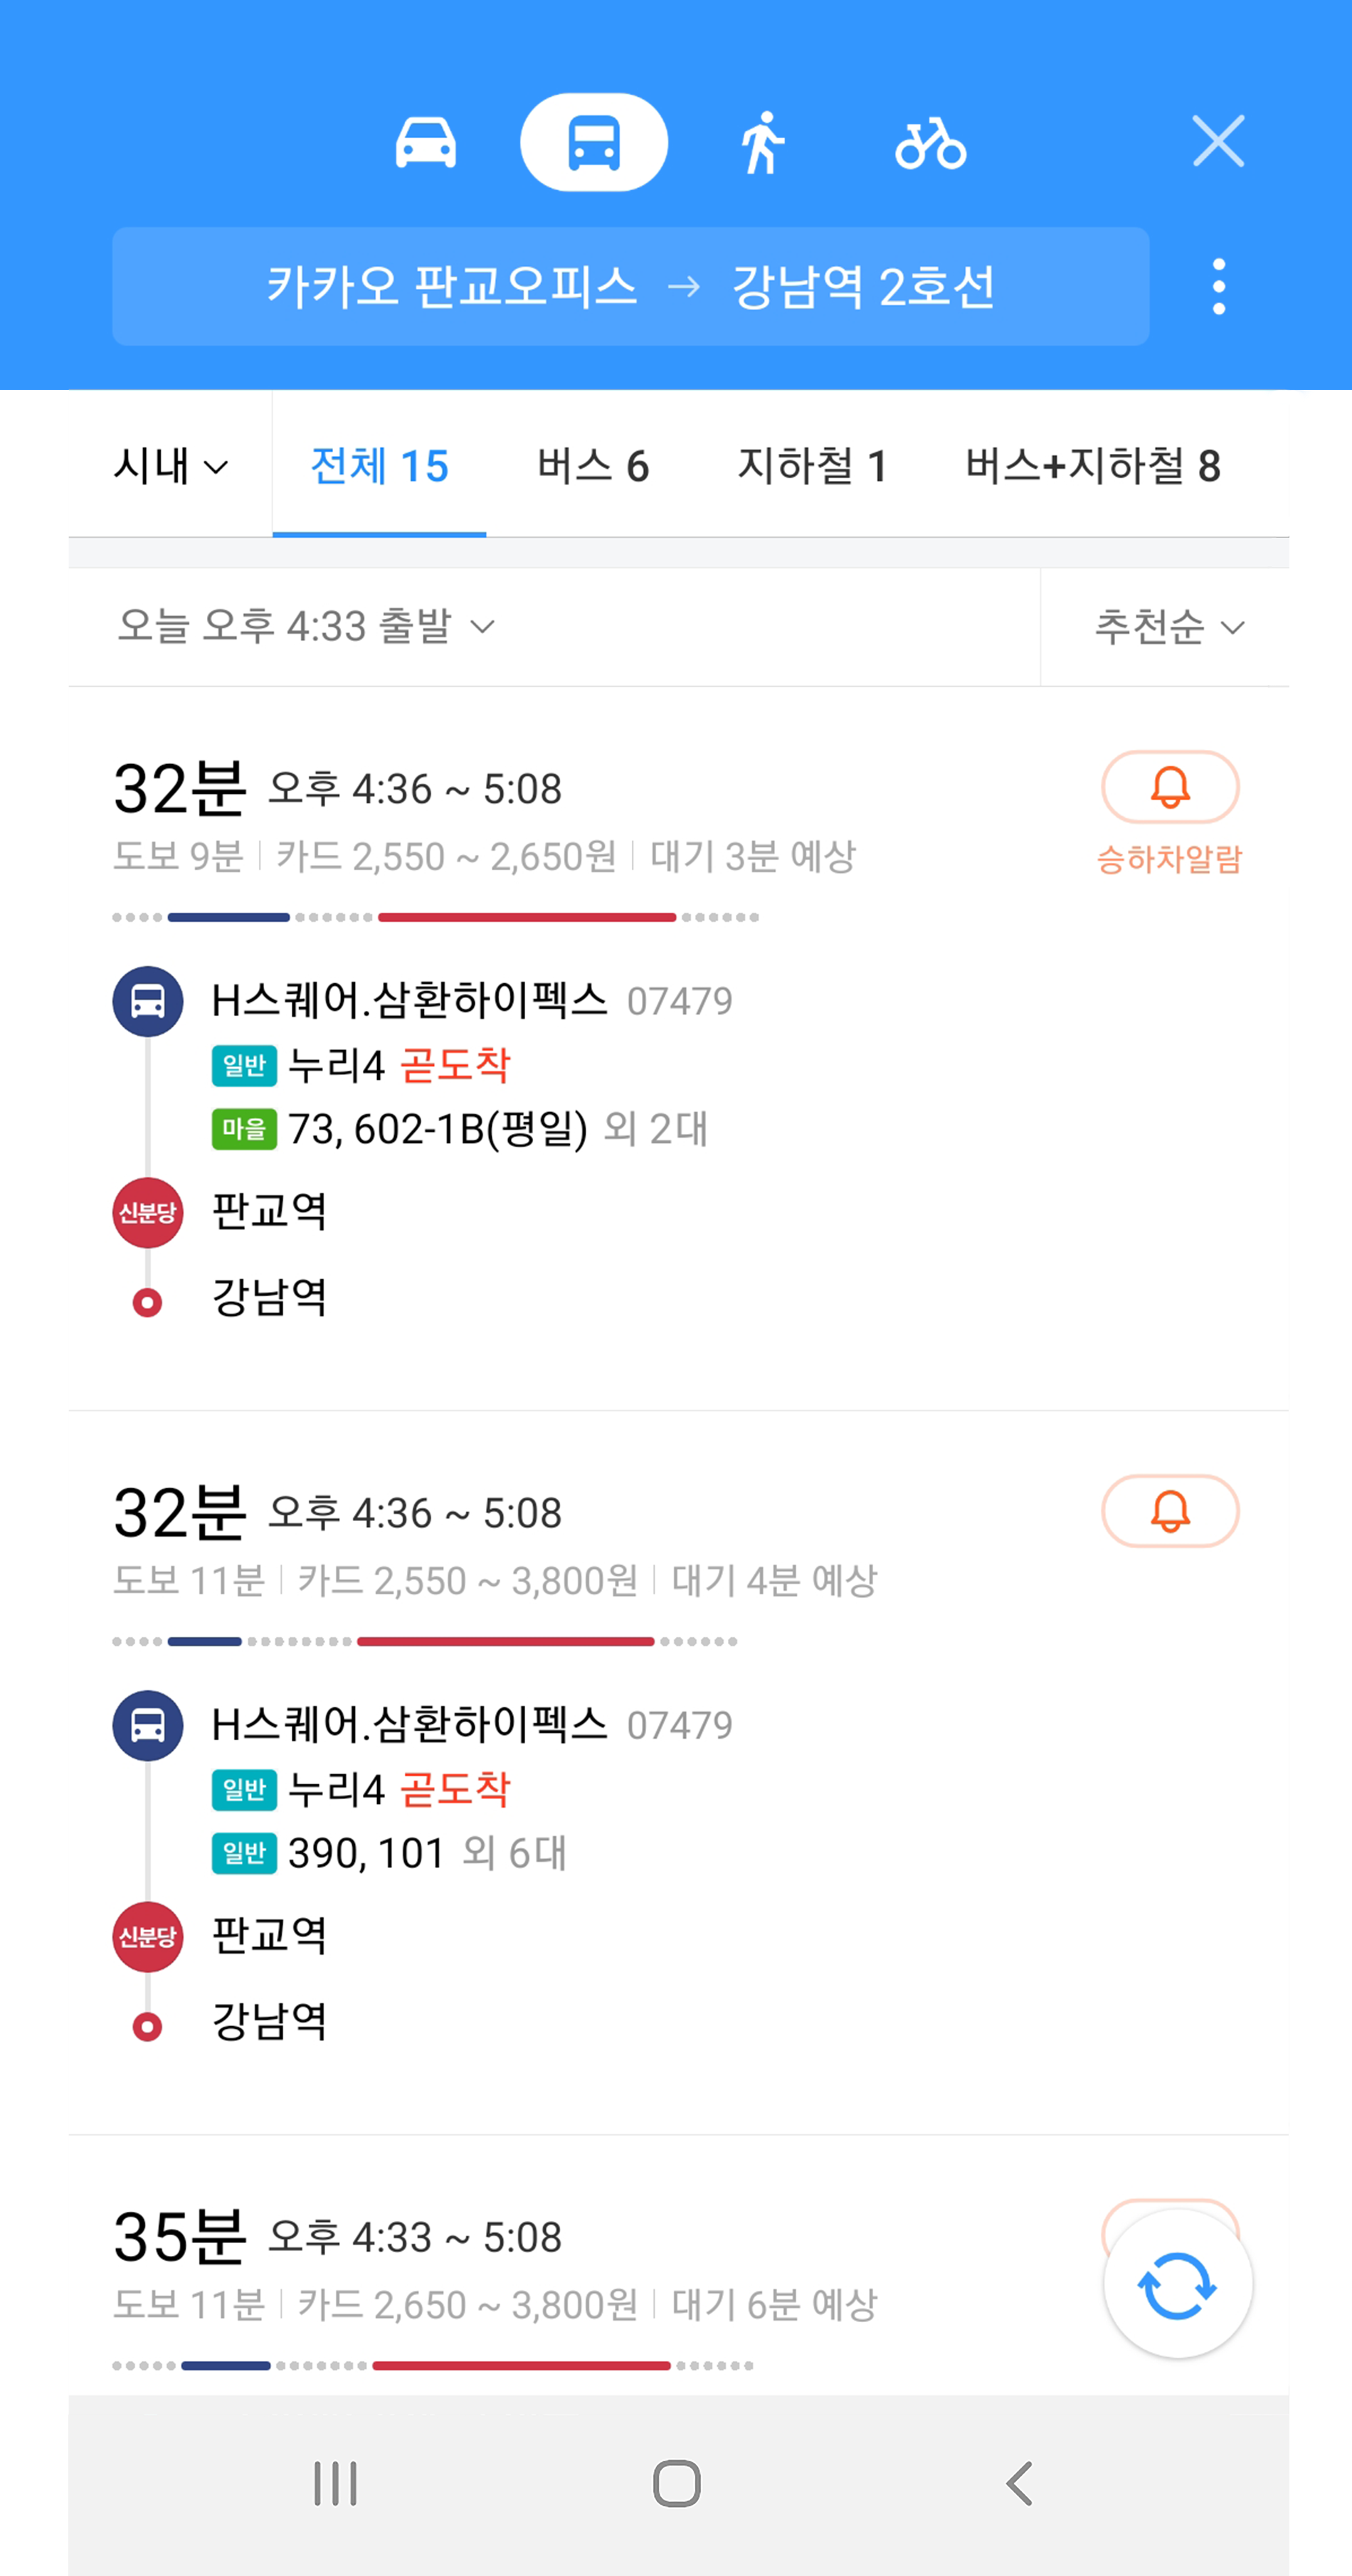 카카오 판교오피스 → 강남역 2호선
시내 전체 15 버스 6 지하철 1 버스+지하철 8
오늘 오후 4:33 출발 추천순
32분 오후 4:36 ~ 5:08
도보 9분 | 카드 2,550 ~ 2,650원 | 대기 3분 예상 승하차알람
H스퀘어.삼환하이펙스 07479
일반 누리4 곧도착
마을 73, 602-1B(평일) 외 2대
신분당 판교역
강남역
32분 오후 4:36 ~ 5:08
도보 11분 | 카드 2,550 ~ 3,800원 | 대기 4분 예상
H스퀘어.삼환하이펙스 07479
일반 누리4 곧도착
일반 390, 101 외 6대
신분당 판교역
강남역
35분 오후 4:33 ~ 5:08
도보 11분 | 카드 2,650 ~ 3,800원 | 대기 6분 예상